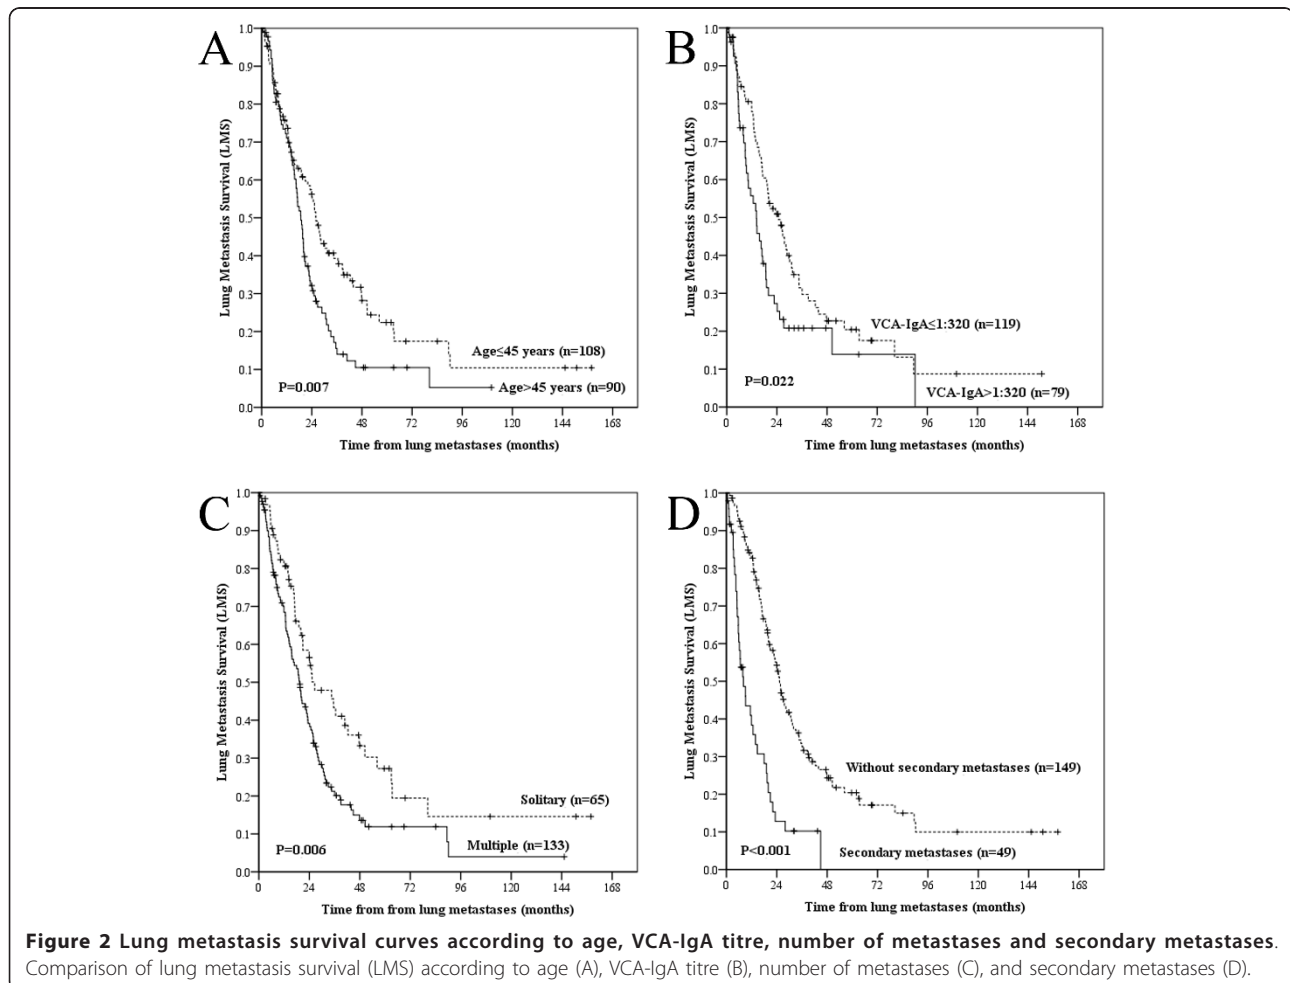 A
1.0
0.9
0.8
0.7
0.6
0.5
0.4
0.3
0.2
0.1
0.0
Lung Metastasis Survival (LMS)
Age≤45 years (n=108)
P=0.007
Age>45 years (n=90)
0 24 48 72 96 120 144 168
Time from lung metastases (months)
B
1.0
0.9
0.8
0.7
0.6
0.5
0.4
0.3
0.2
0.1
0.0
Lung Metastasis Survival (LMS)
VCA-IgA≤1:320 (n=119)
P=0.022
VCA-IgA>1:320 (n=79)
0 24 48 72 96 120 144 168
Time from lung metastases (months)
C
1.0
0.9
0.8
0.7
0.6
0.5
0.4
0.3
0.2
0.1
0.0
Lung Metastasis Survival (LMS)
Solitary (n=65)
P=0.006
Multiple (n=133)
0 24 48 72 96 120 144 168
Time from from lung metastases (months)
D
1.0
0.9
0.8
0.7
0.6
0.5
0.4
0.3
0.2
0.1
0.0
Lung Metastasis Survival (LMS)
Without secondary metastases (n=149)
P<0.001
Secondary metastases (n=49)
0 24 48 72 96 120 144 168
Time from lung metastases (months)
Figure 2 Lung metastasis survival curves according to age, VCA-IgA titre, number of metastases and secondary metastases.
Comparison of lung metastasis survival (LMS) according to age (A), VCA-IgA titre (B), number of metastases (C), and secondary metastases (D).